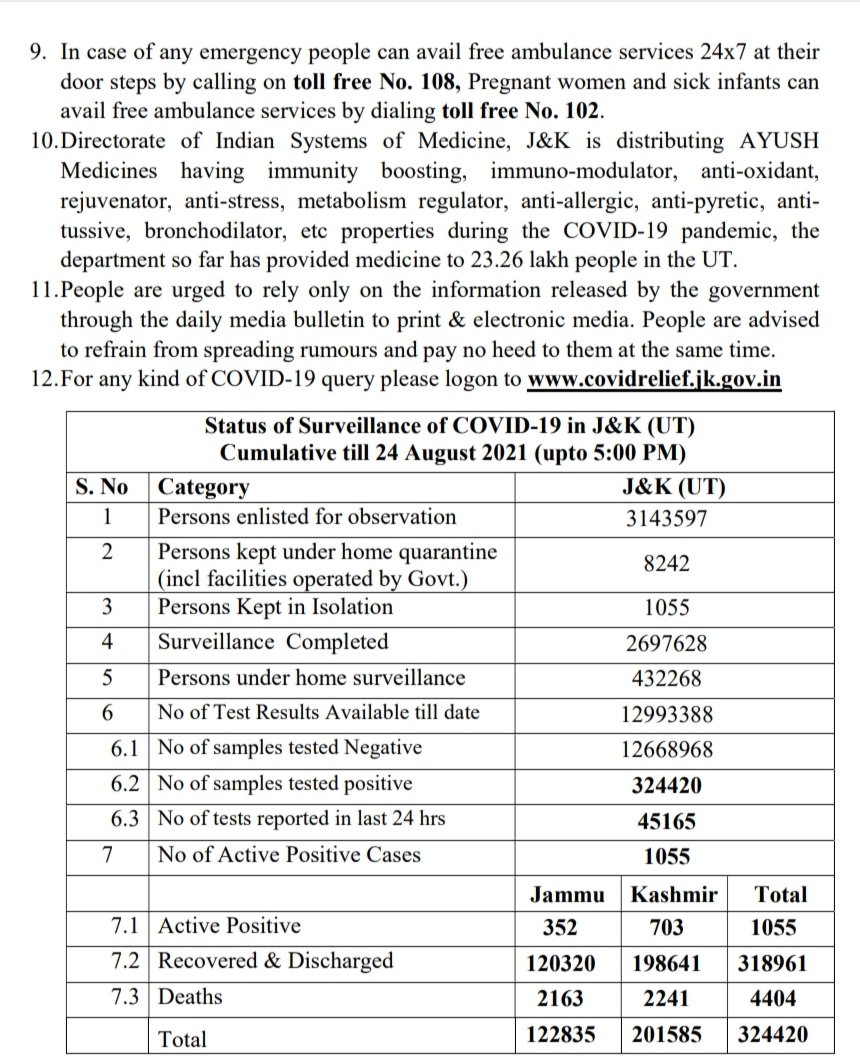 9. In case of any emergency people can avail free ambulance services 24x7 at their
door steps by calling on toll free No. 108, Pregnant women and sick infants can
avail free ambulance services by dialing toll free No. 102.
10.Directorate of Indian Systems of Medicine, J&K is distributing AYUSH
Medicines having immunity boosting, immuno-modulator, anti-oxidant,
rejuvenator, anti-stress, metabolism regulator, anti-allergic, anti-pyretic, anti-
tussive, bronchodilator, etc properties during the COVID-19 pandemic, the
department so far has provided medicine to 23.26 lakh people in the UT.
11.People are urged to rely only on the information released by the government
through the daily media bulletin to print & electronic media. People are advised
to refrain from spreading rumours and pay no heed to them at the same time.
12.For any kind of COVID-19 query please logon to www.covidrelief.jk.gov.in
Status of Surveillance of COVID-19 in J&K (UT)
Cumulative till 24 August 2021 (upto 5:00 PM)
S. No Category J&K (UT)
1 Persons enlisted for observation 3143597
2 Persons kept under home quarantine
(incl facilities operated by Govt.) 8242
3 Persons Kept in Isolation 1055
4 Surveillance Completed 2697628
5 Persons under home surveillance 432268
6 No of Test Results Available till date 12993388
6.1 No of samples tested Negative 12668968
6.2 No of samples tested positive 324420
6.3 No of tests reported in last 24 hrs 45165
7 No of Active Positive Cases 1055
Jammu Kashmir Total
7.1 Active Positive 352 703 1055
7.2 Recovered & Discharged 120320 198641 318961
7.3 Deaths 2163 2241 4404
Total 122835 201585 324420